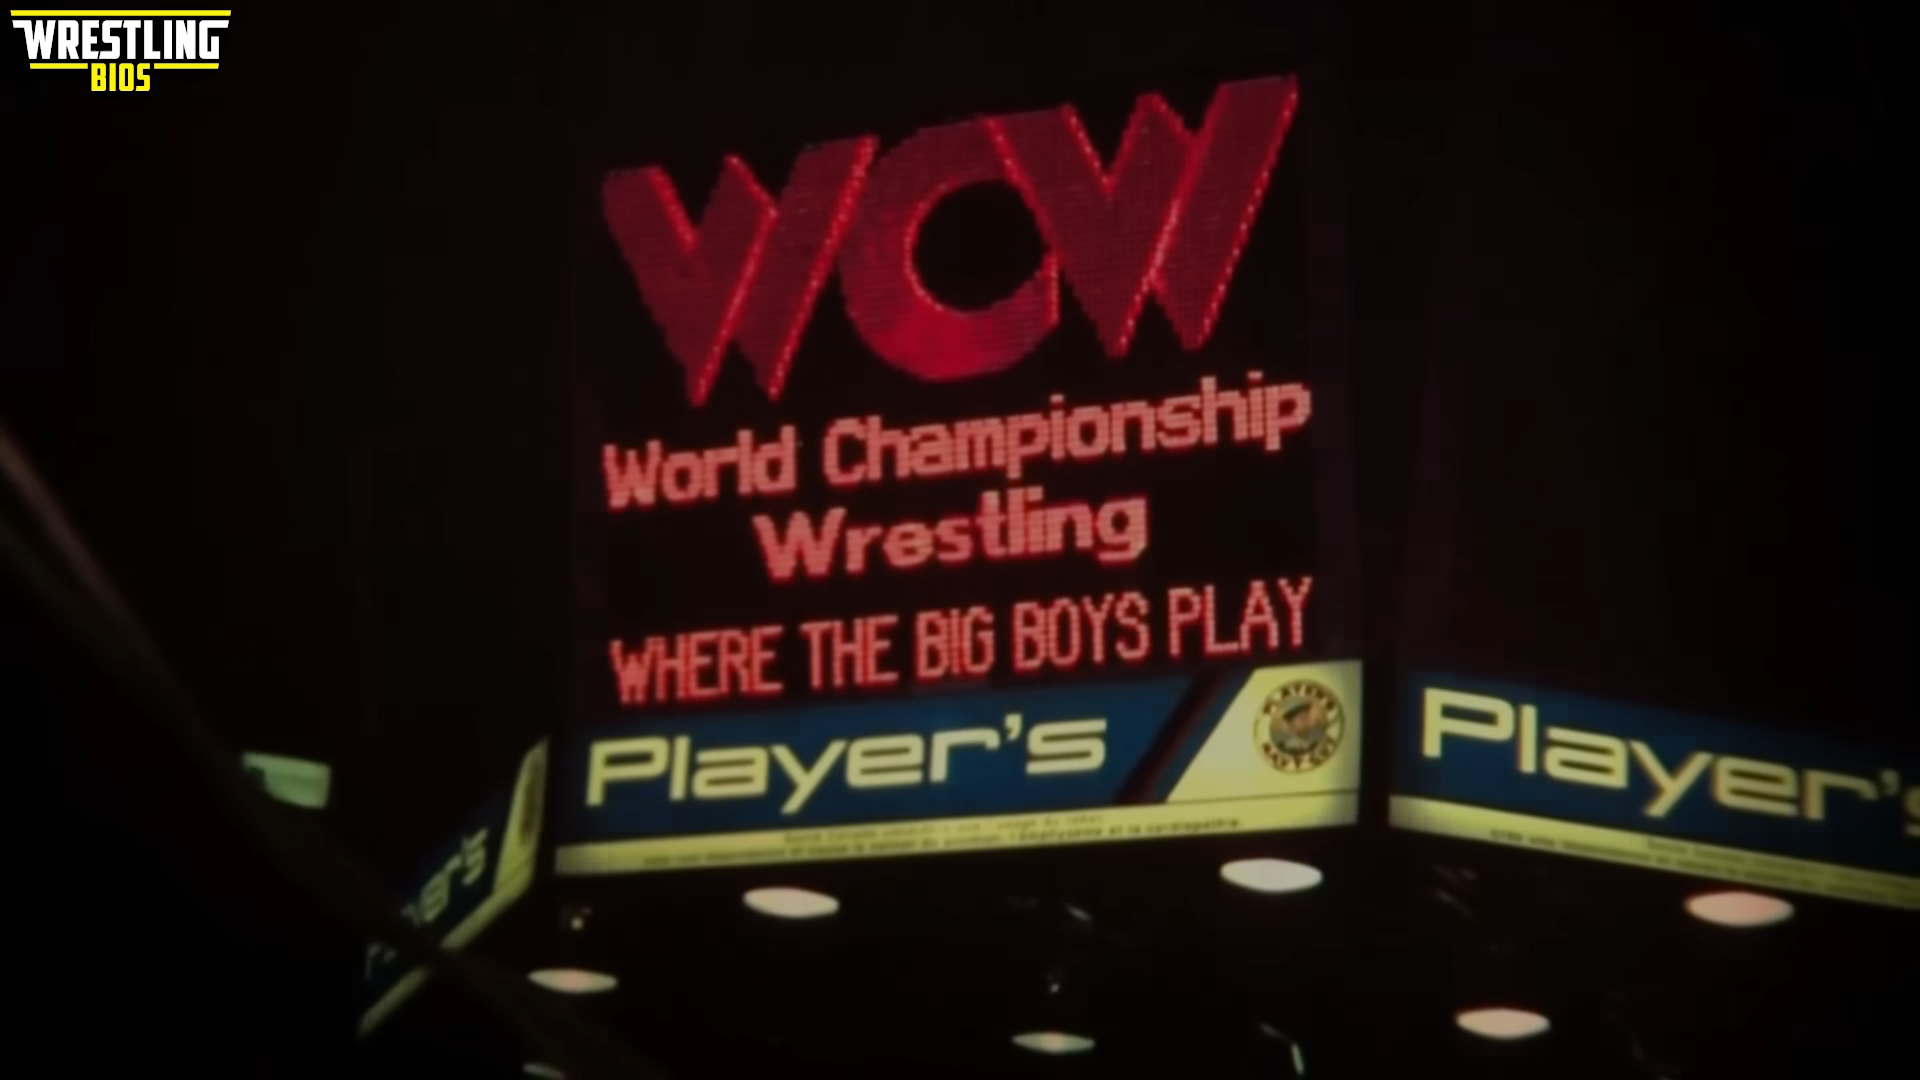 WRESTLING
BIOS
WCW
World Championship
Wrestling
WHERE THE BIG BOYS PLAY
Player's
Player's